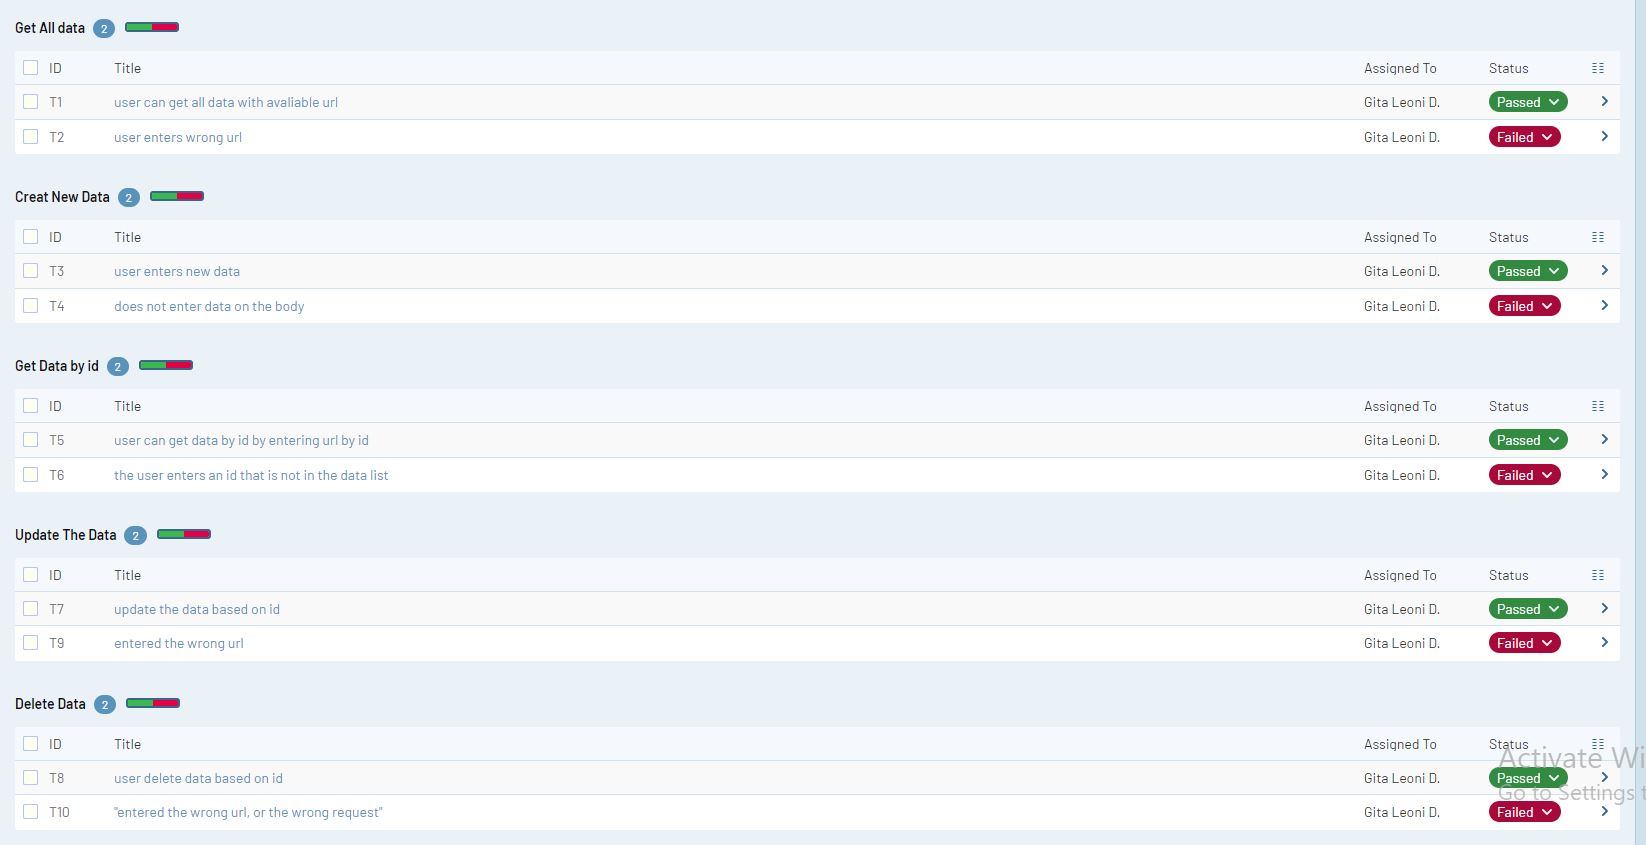 Get All data 2
ID Title Assigned To Status
T1 user can get all data with avaliable url Gita Leoni D. Passed
T2 user enters wrong url Gita Leoni D. Failed
Creat New Data 2
ID Title Assigned To Status
T3 user enters new data Gita Leoni D. Passed
T4 does not enter data on the body Gita Leoni D. Failed
Get Data by id 2
ID Title Assigned To Status
T5 user can get data by id by entering url by id Gita Leoni D. Passed
T6 the user enters an id that is not in the data list Gita Leoni D. Failed
Update The Data 2
ID Title Assigned To Status
T7 update the data based on id Gita Leoni D. Passed
T9 entered the wrong url Gita Leoni D. Failed
Delete Data 2
ID Title Assigned To Status
Activate Wi
T8 user delete data based on id Gita Leoni D. Passed
Go to Settings t
T10 "entered the wrong url, or the wrong request" Gita Leoni D. Failed